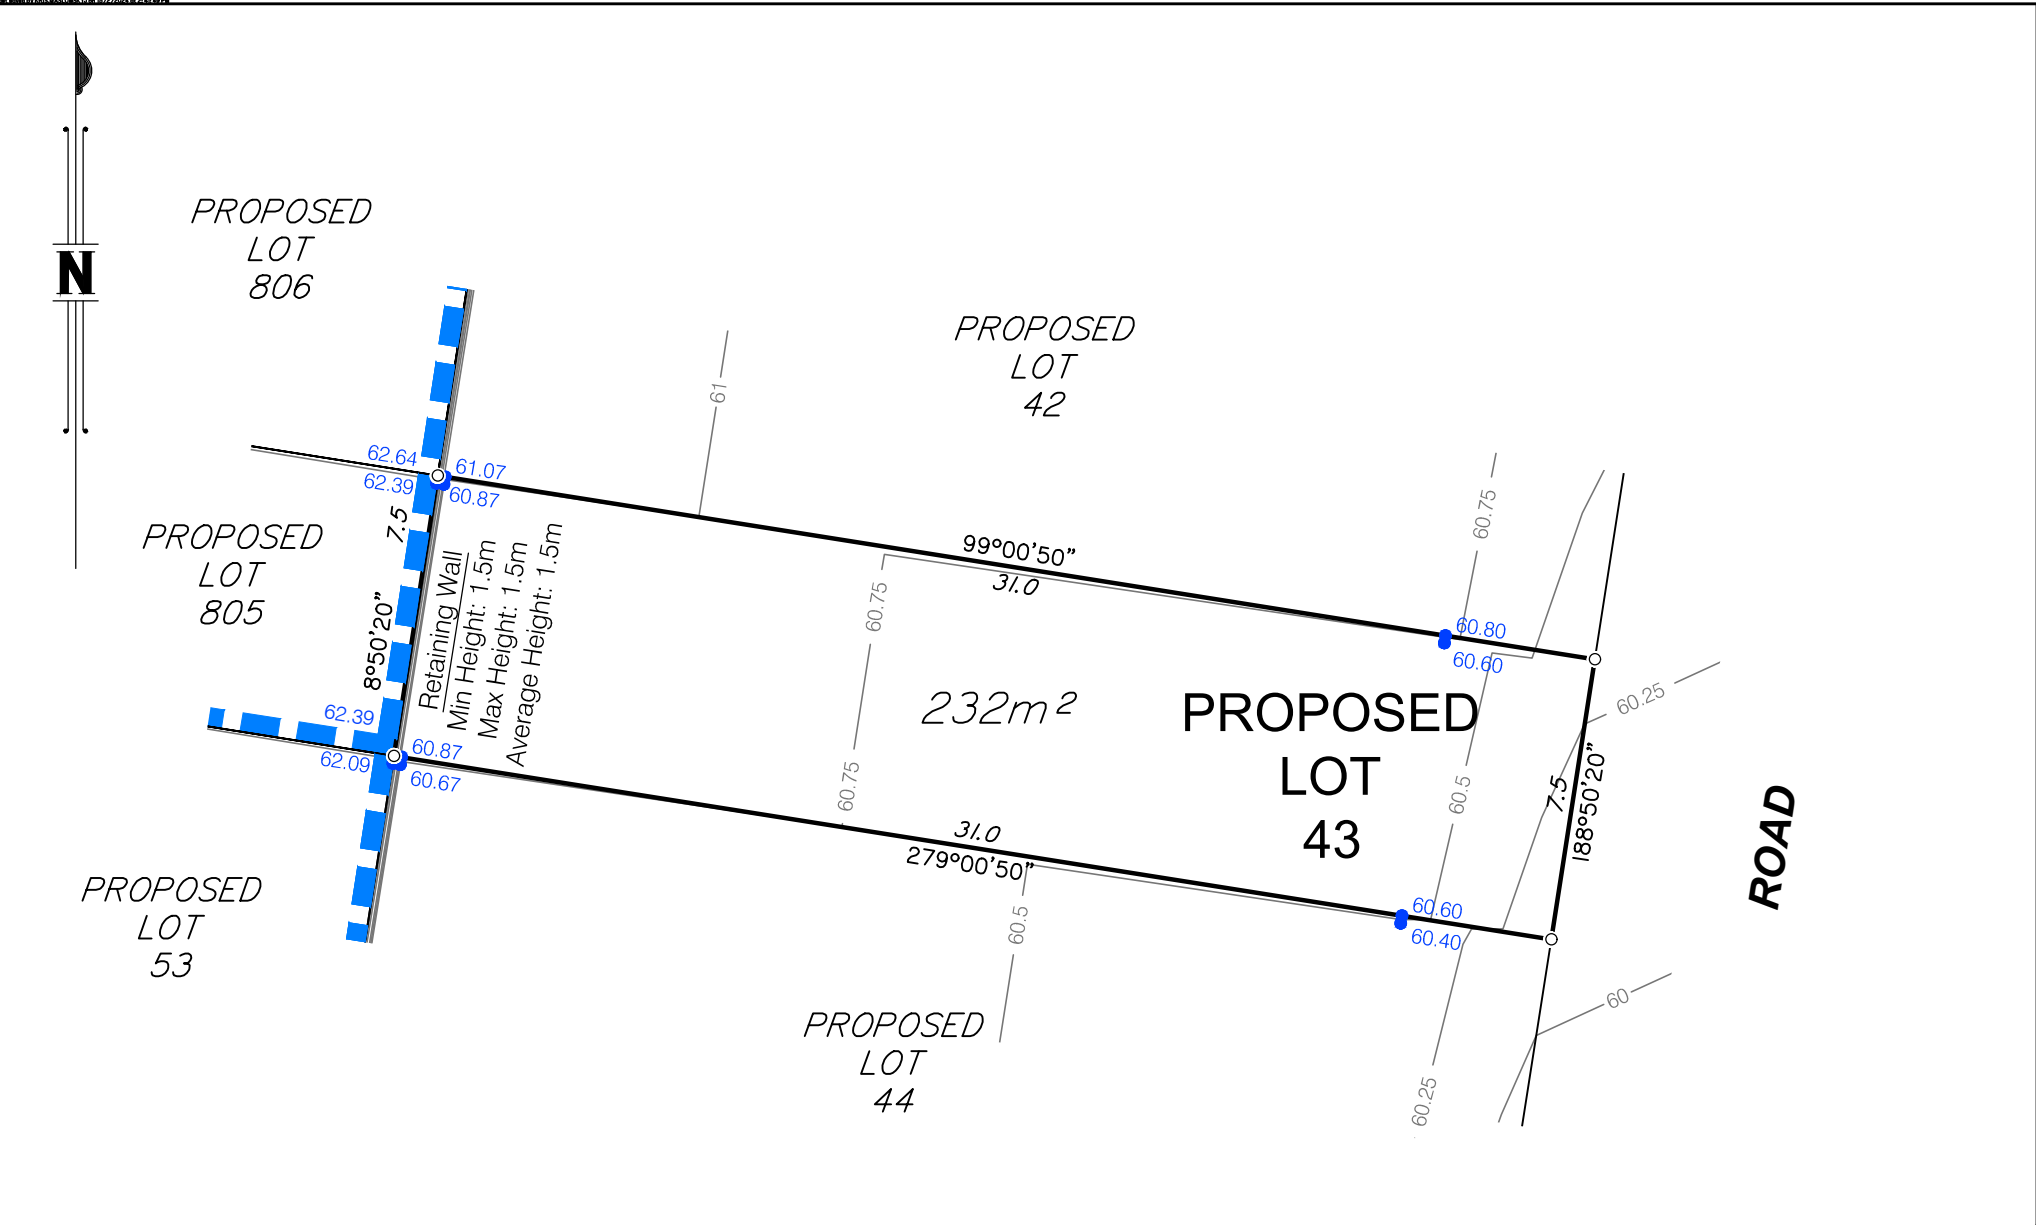 N
PROPOSED
LOT
806
PROPOSED
LOT
42
61
60.75
62.64
61.07
62.39
60.87
7.5
PROPOSED
LOT
805
8°50'20"
Retaining Wall
Min Height: 1.5m
Max Height: 1.5m
Average Height: 1.5m
99°00'50"
31.0
60.75
60.80
60.60
232m²
PROPOSED
LOT
43
60.25
62.39
60.87
62.09
60.67
60.75
60.5
7.5
188°50'20"
ROAD
31.0
279°00'50"
60.60
60.40
60.5
PROPOSED
LOT
53
60
PROPOSED
LOT
44
60.25